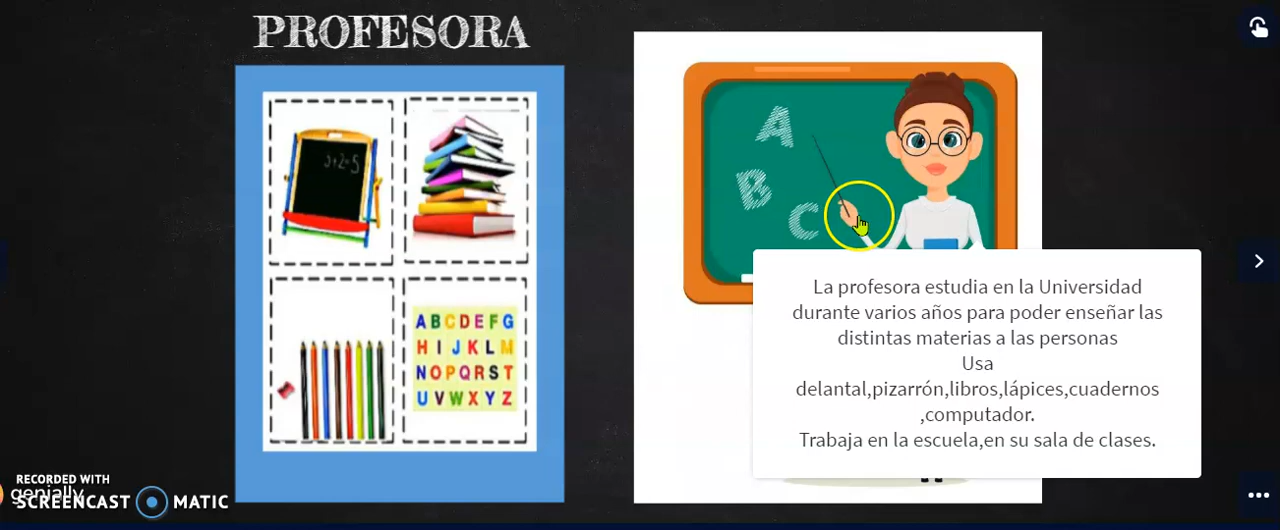 PROFESORA
3+2=5
A B C D E F G
H I J K L M
N O P Q R S T
U V W X Y Z
A
B
C
La profesora estudia en la Universidad
durante varios años para poder enseñar las
distintas materias a las personas
Usa
delantal,pizarrón,libros,lápices,cuadernos
,computador.
Trabaja en la escuela,en su sala de clases.
RECORDED WITH
genially
SCREENCAST MATIC